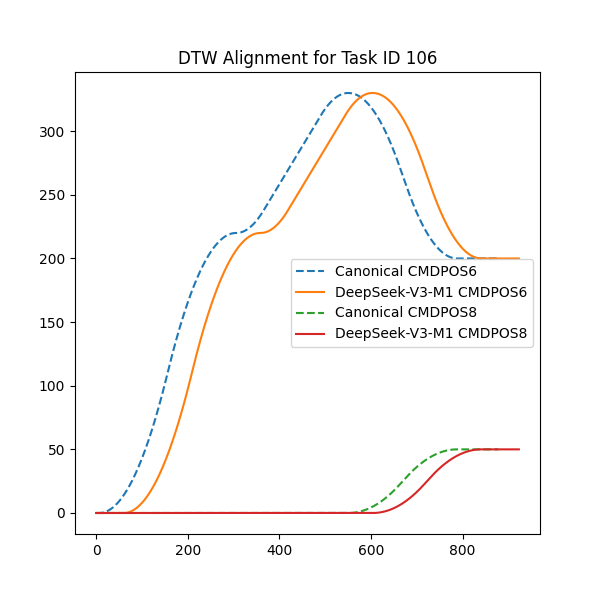 DTW Alignment for Task ID 106
300
250
200
150
100
50
0
Canonical CMDPOS6
DeepSeek-V3-M1 CMDPOS6
Canonical CMDPOS8
DeepSeek-V3-M1 CMDPOS8
0 200 400 600 800